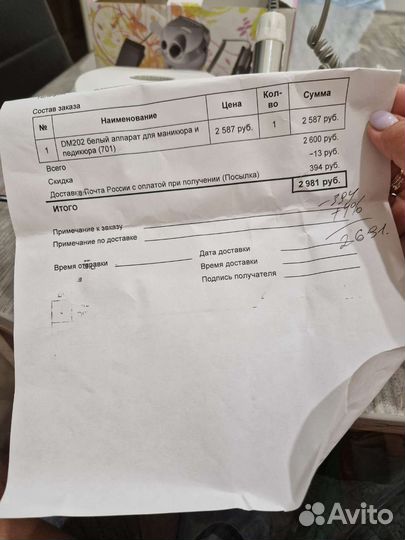 Состав заказа
№ Наименование Цена Кол-во Сумма
1 DM202 белый аппарат для маникюра и педикюра (701) 2 587 руб. 1 2 587 руб.
Всего 2 600 руб.
Скидка –13 руб.
Доставка: Почта России с оплатой при получении (Посылка) 394 руб.
ИТОГО 2 981 руб.
Примечание к заказу
Примечание по доставке
Дата доставки
Время отправки Время доставки
Подпись получателя
Avito